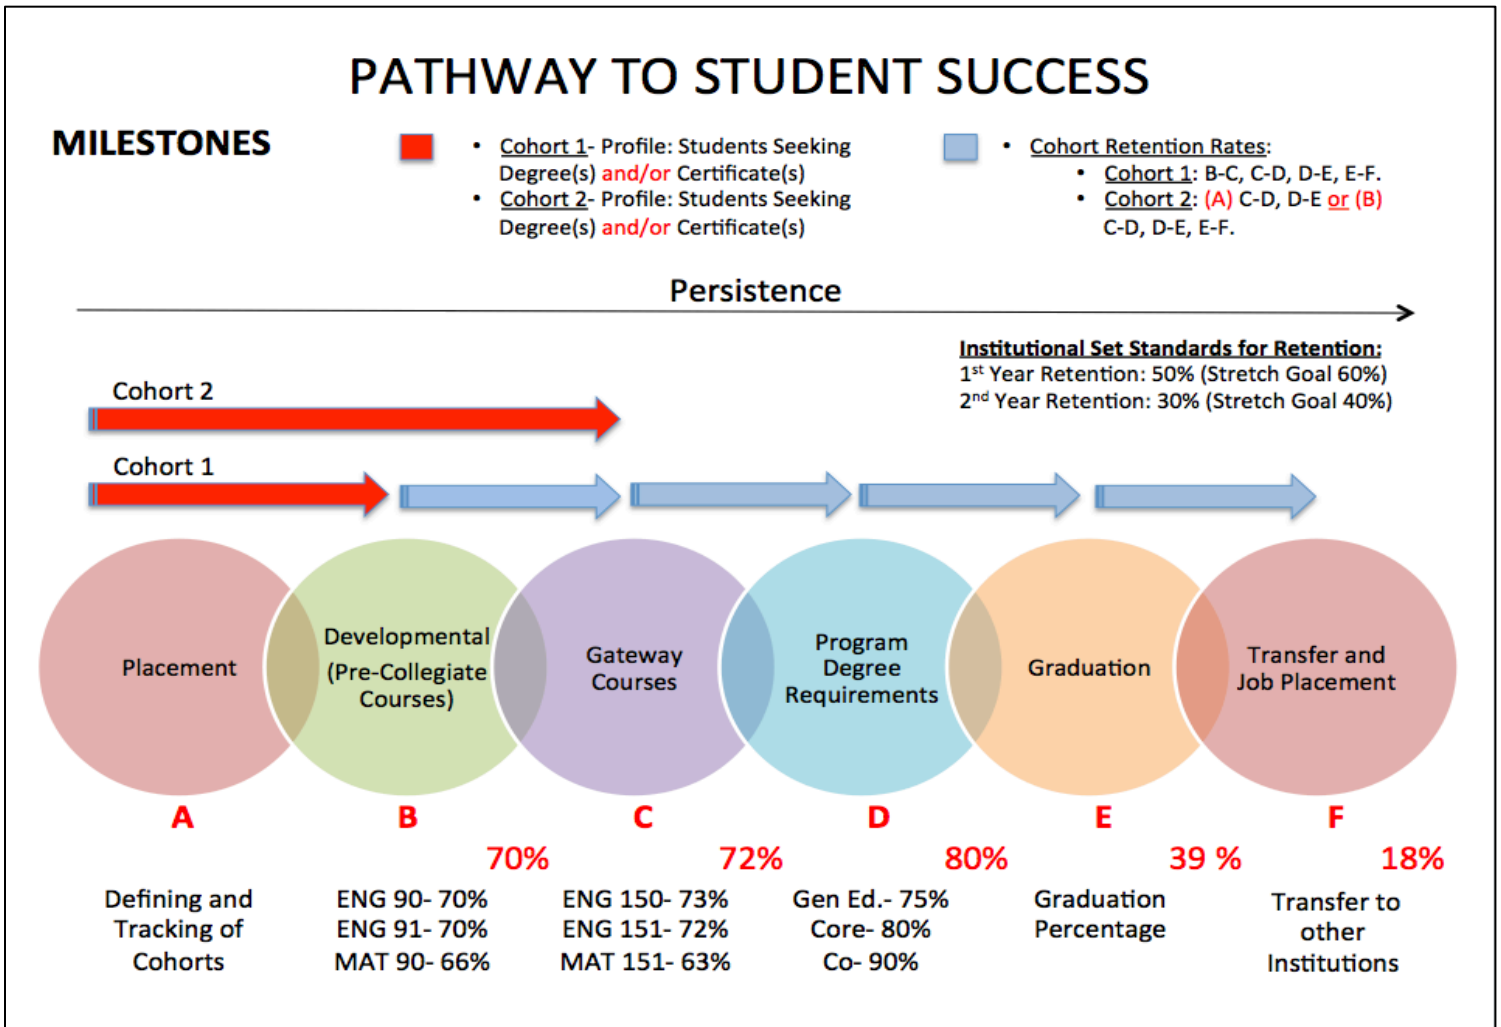 PATHWAY TO STUDENT SUCCESS
MILESTONES
• Cohort 1- Profile: Students Seeking
Degree(s) and/or Certificate(s)
• Cohort 2- Profile: Students Seeking
Degree(s) and/or Certificate(s)
• Cohort Retention Rates:
• Cohort 1: B-C, C-D, D-E, E-F.
• Cohort 2: (A) C-D, D-E or (B)
C-D, D-E, E-F.
Persistence
Institutional Set Standards for Retention:
1st Year Retention: 50% (Stretch Goal 60%)
2nd Year Retention: 30% (Stretch Goal 40%)
Cohort 2
Cohort 1
Placement
Developmental
(Pre-Collegiate
Courses)
Gateway
Courses
Program
Degree
Requirements
Graduation
Transfer and
Job Placement
A
B
C
D
E
F
70%
72%
80%
39 %
18%
Defining and
Tracking of
Cohorts
ENG 90- 70%
ENG 91- 70%
MAT 90- 66%
ENG 150- 73%
ENG 151- 72%
MAT 151- 63%
Gen Ed.- 75%
Core- 80%
Co- 90%
Graduation
Percentage
Transfer to
other
Institutions